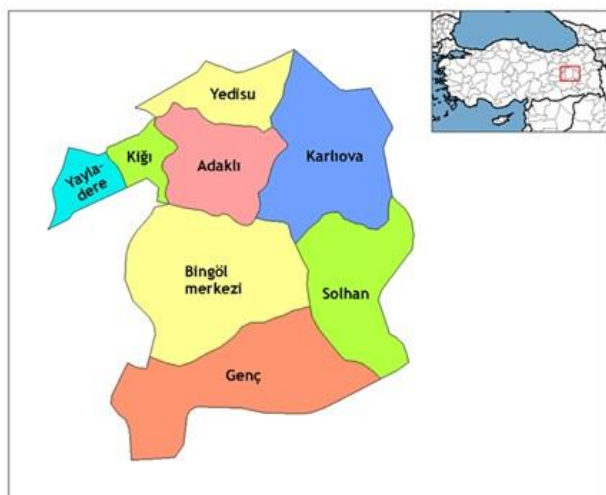 Yedisu
Kiğı
Adaklı
Karlıova
Yayla-
dere
Bingöl
merkezi
Solhan
Genç